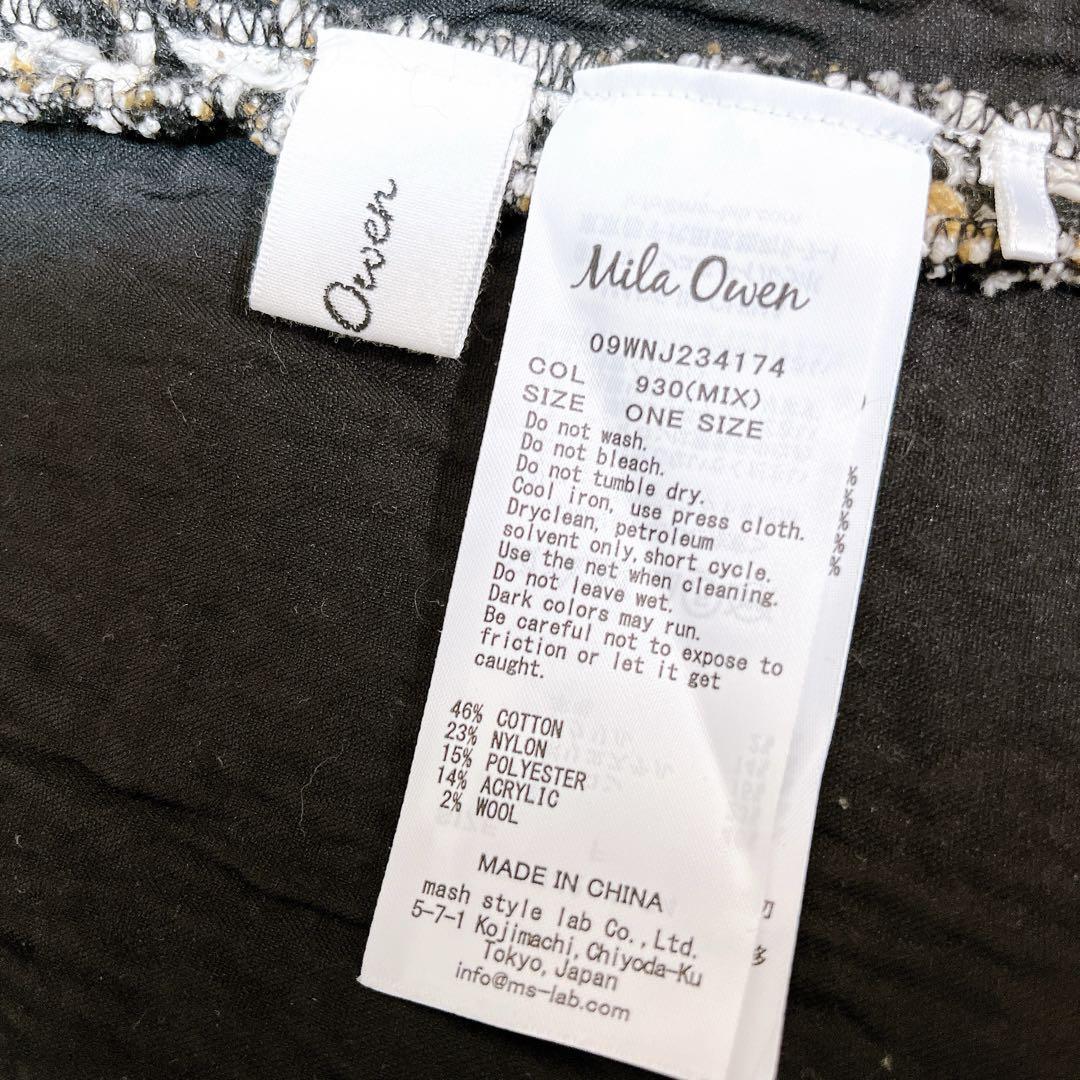 Owen
Mila Owen
09WNJ234174
COL 930(MIX)
SIZE ONE SIZE
Do not wash.
Do not bleach.
Do not tumble dry.
Cool iron, use press cloth.
Dryclean, petroleum
solvent only,short cycle.
Use the net when cleaning.
Do not leave wet.
Dark colors may run.
Be careful not to expose to
friction or let it get
caught.
46% COTTON
23% NYLON
15% POLYESTER
14% ACRYLIC
2% WOOL
MADE IN CHINA
mash style lab Co.,Ltd.
5-7-1 Kojimachi,Chiyoda-Ku
Tokyo,Japan
info@ms-lab.com
%
%
%
%
%